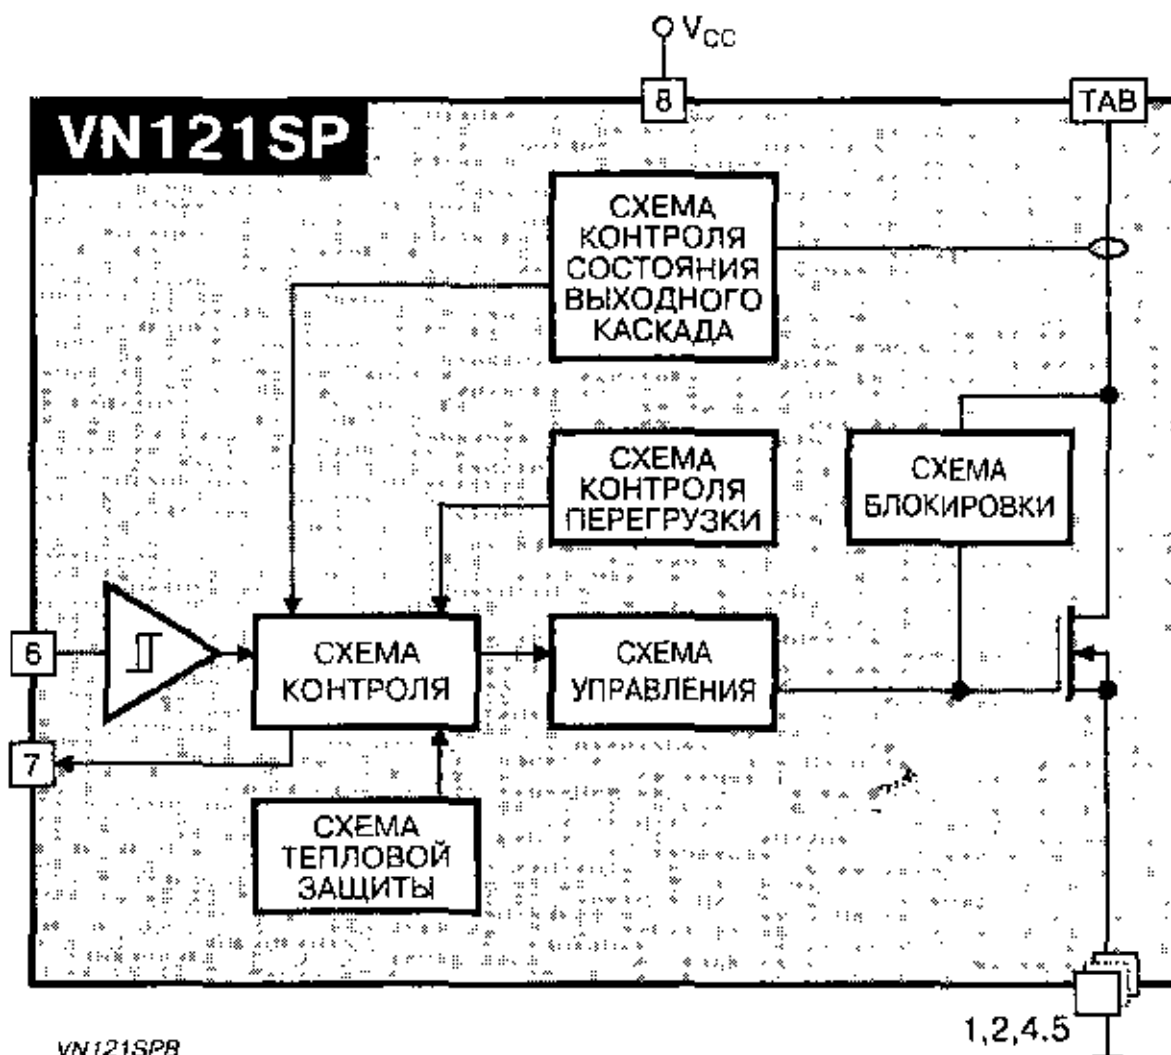 V_CC
8
TAB
VN121SP
СХЕМА
КОНТРОЛЯ
СОСТОЯНИЯ
ВЫХОДНОГО
КАСКАДА
СХЕМА
КОНТРОЛЯ
ПЕРЕГРУЗКИ
СХЕМА
БЛОКИРОВКИ
6
СХЕМА
КОНТРОЛЯ
СХЕМА
УПРАВЛЕНИЯ
7
СХЕМА
ТЕПЛОВОЙ
ЗАЩИТЫ
1,2,4.5
VN121SPB